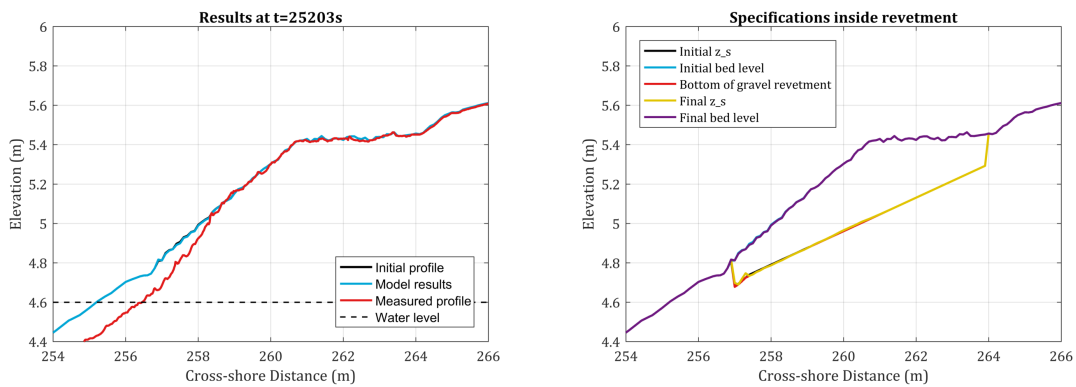 Results at t=25203s
6
5.8
5.6
5.4
5.2
5
4.8
4.6
4.4
Elevation (m)
Initial profile
Model results
Measured profile
Water level
254
256
258
260
262
264
266
Cross-shore Distance (m)
Specifications inside revetment
6
5.8
5.6
5.4
5.2
5
4.8
4.6
4.4
Elevation (m)
Initial z_s
Initial bed level
Bottom of gravel revetment
Final z_s
Final bed level
254
256
258
260
262
264
266
Cross-shore Distance (m)